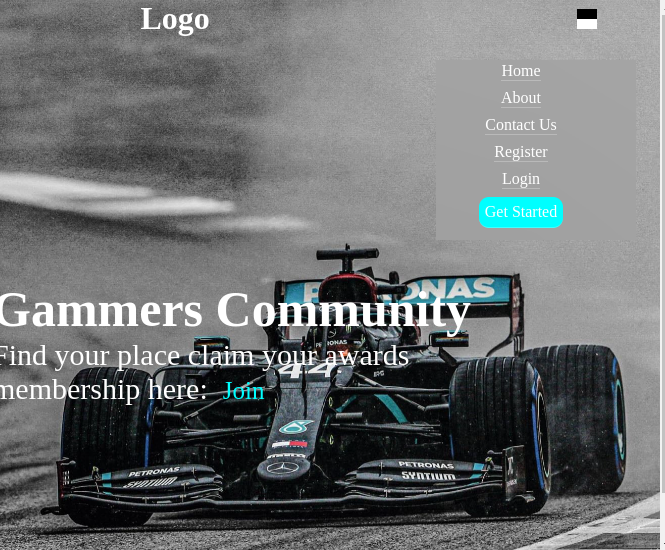 Logo
Home
About
Contact Us
Register
Login
Get Started
PETRONAS
Gammers Community
Find your place claim your awards
membership here: Join
PETRONAS
44
PETRONAS
SYNTIUM
PETRONAS
SYNTIUM